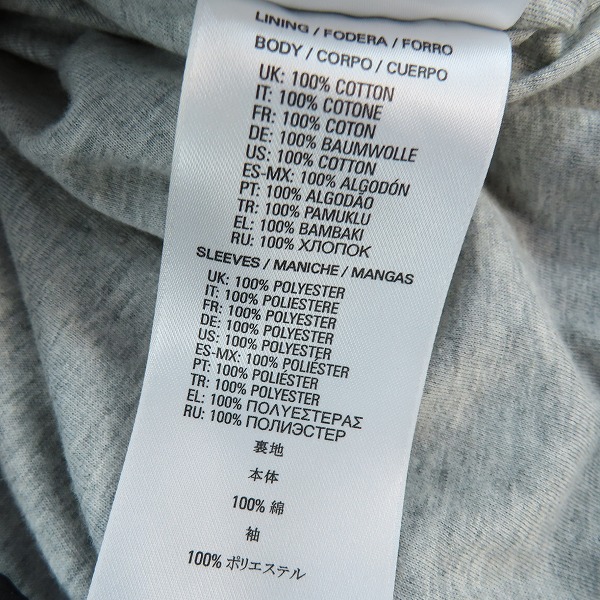 LINING / FODERA / FORRO
BODY / CORPO / CUERPO
UK: 100% COTTON
IT: 100% COTONE
FR: 100% COTON
DE: 100% BAUMWOLLE
US: 100% COTTON
ES-MX: 100% ALGODÓN
PT: 100% ALGODÃO
TR: 100% PAMUKLU
EL: 100% BAMBAKI
RU: 100% ХЛОПОК
SLEEVES / MANICHE / MANGAS
UK: 100% POLYESTER
IT: 100% POLIESTERE
FR: 100% POLYESTER
DE: 100% POLYESTER
US: 100% POLYESTER
ES-MX: 100% POLIÉSTER
PT: 100% POLIÉSTER
TR: 100% POLYESTER
EL: 100% ΠΟΛΥΕΣΤΕΡΑΣ
RU: 100% ПОЛИЭСТЕР
裏地
本体
100% 綿
袖
100% ポリエステル